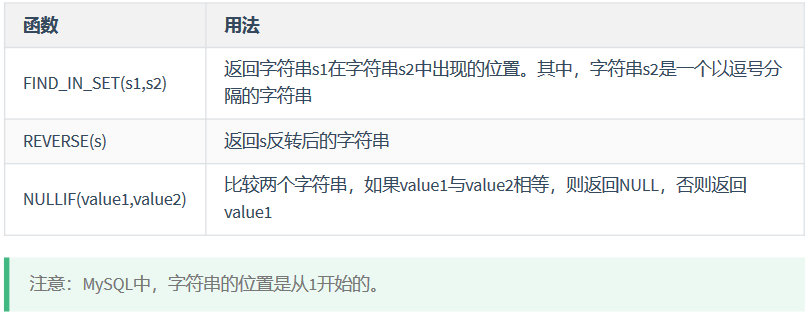 函数 用法
FIND_IN_SET(s1,s2) 返回字符串s1在字符串s2中出现的位置。其中，字符串s2是一个以逗号分
隔的字符串
REVERSE(s) 返回s反转后的字符串
NULLIF(value1,value2) 比较两个字符串，如果value1与value2相等，则返回NULL，否则返回
value1
注意：MySQL中，字符串的位置是从1开始的。